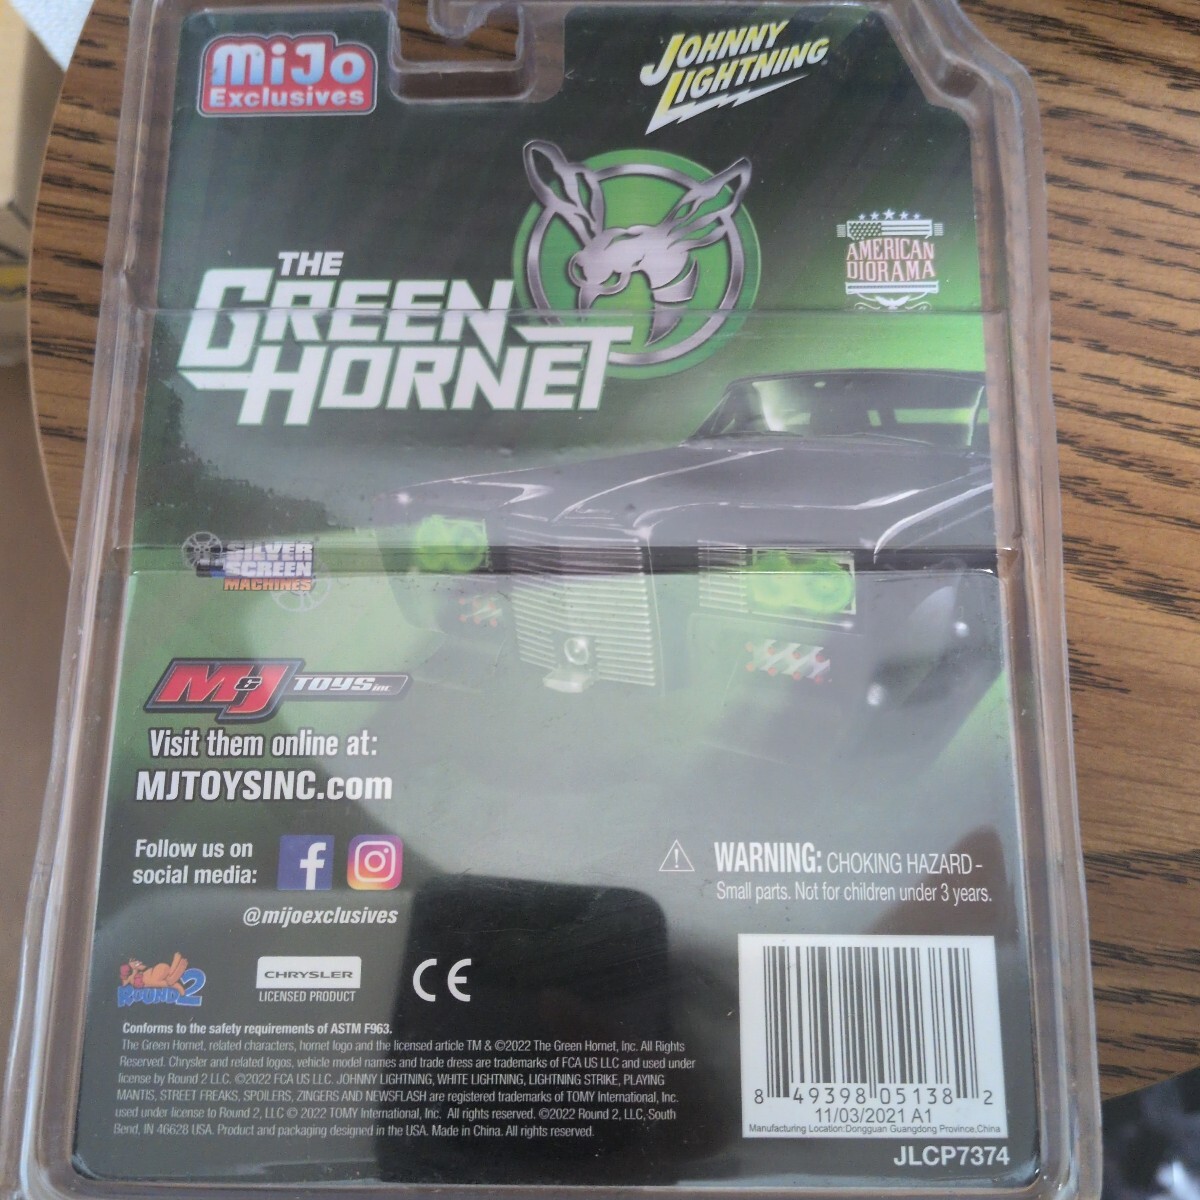 MiJo
Exclusives
JOHNNY
LIGHTNING
AMERICAN
DIORAMA
THE
GREEN
HORNET
SILVER
SCREEN
MACHINES
M&J TOYS INC
Visit them online at:
MJTOYSINC.com
Follow us on
social media:
@mijoexclusives
WARNING: CHOKING HAZARD -
Small parts. Not for children under 3 years.
ROUND 2
CHRYSLER
LICENSED PRODUCT
CE
Conforms to the safety requirements of ASTM F963.
The Green Hornet, related characters, hornet logo and the licensed article TM & ©2022 The Green Hornet, Inc. All Rights
Reserved. Chrysler and related logos, vehicle model names and trade dress are trademarks of FCA US LLC and used under
license by Round 2 LLC. ©2022 FCA US LLC. JOHNNY LIGHTNING, WHITE LIGHTNING, LIGHTNING STRIKE, PLAYING
MANTIS, STREET FREAKS, SPOILERS, ZINGERS AND NEWSFLASH are registered trademarks of TOMY International, Inc.
used under license to Round 2, LLC © 2022 TOMY International, Inc. All rights reserved. ©2022 Round 2, LLC, South
Bend, IN 46628 USA. Product and packaging designed in the USA. Made in China. All rights reserved.
8 49398 05138 2
11/03/2021 A1
Manufacturing Location:Dongguan Guangdong Province,China
JLCP7374